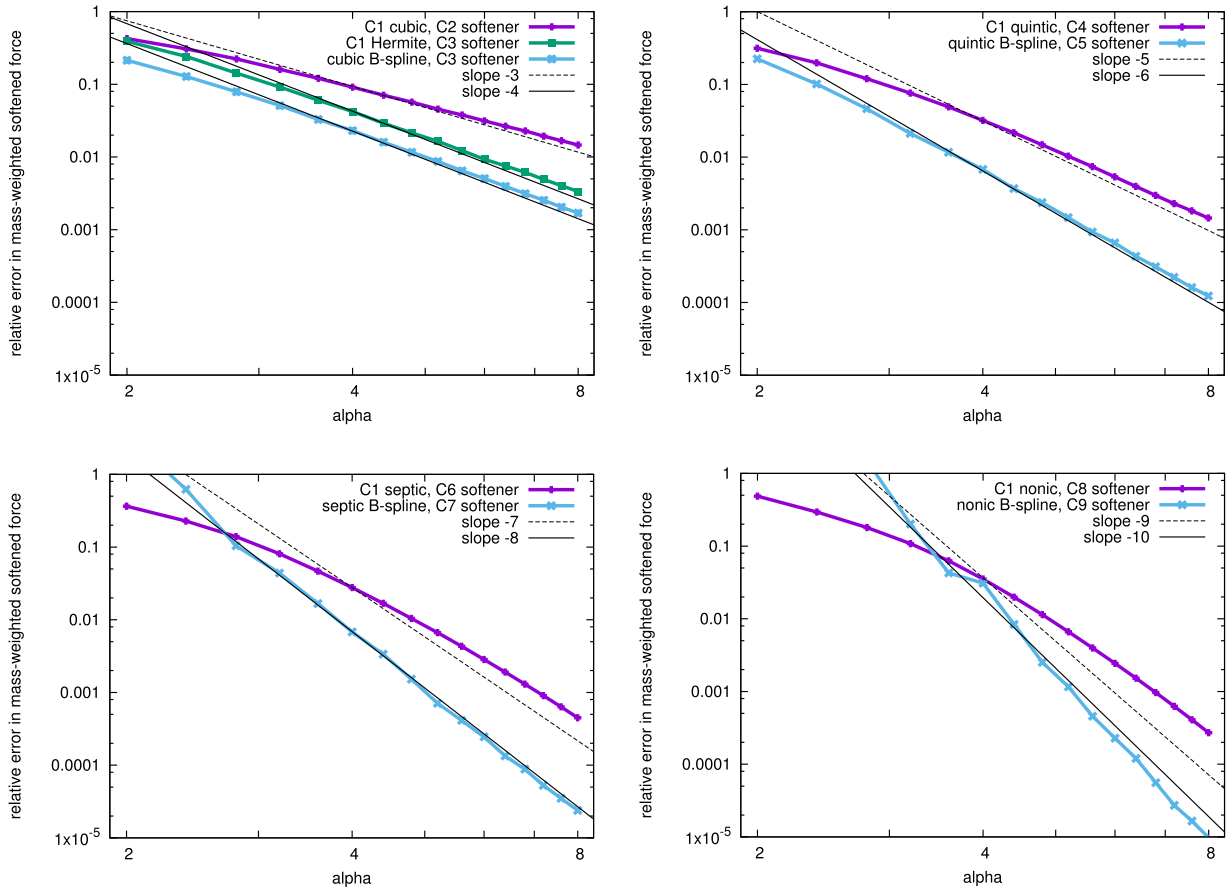 relative error in mass-weighted softened force
1
0.1
0.01
0.001
0.0001
1x10-5
C1 cubic, C2 softener
C1 Hermite, C3 softener
cubic B-spline, C3 softener
slope -3
slope -4
2
4
8
alpha
relative error in mass-weighted softened force
1
0.1
0.01
0.001
0.0001
1x10-5
C1 quintic, C4 softener
quintic B-spline, C5 softener
slope -5
slope -6
2
4
8
alpha
relative error in mass-weighted softened force
1
0.1
0.01
0.001
0.0001
1x10-5
C1 septic, C6 softener
septic B-spline, C7 softener
slope -7
slope -8
2
4
8
alpha
relative error in mass-weighted softened force
1
0.1
0.01
0.001
0.0001
1x10-5
C1 nonic, C8 softener
nonic B-spline, C9 softener
slope -9
slope -10
2
4
8
alpha